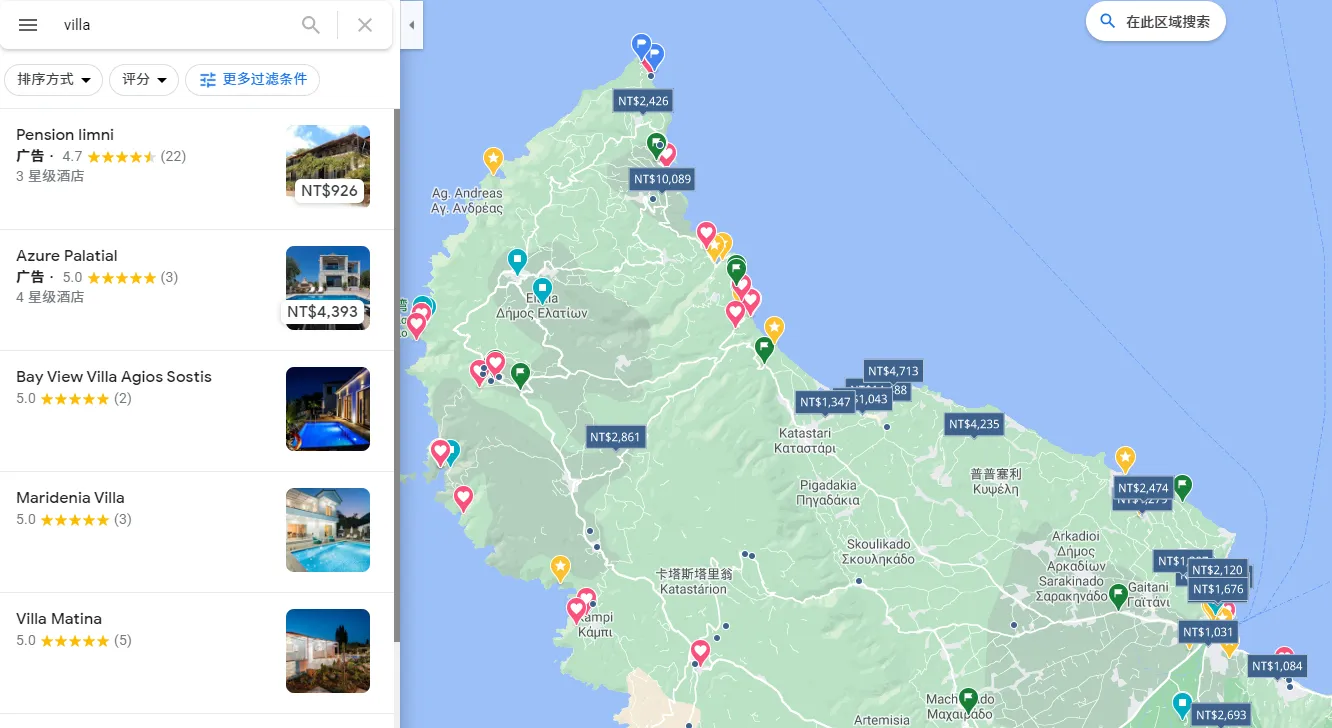 villa
在此区域搜索
排序方式
评分
更多过滤条件
Pension limni
广告 · 4.7 (22)
3 星级酒店
NT$926
Azure Palatial
广告 · 5.0 (3)
4 星级酒店
NT$4,393
Bay View Villa Agios Sostis
5.0 (2)
Maridenia Villa
5.0 (3)
Villa Matina
5.0 (5)
NT$2,426
NT$10,089
Ag. Andreas
Αγ. Ανδρέας
Δήμος Ελατίων
NT$4,713
NT$1,347
$1,043
NT$4,235
NT$2,861
Katastari
Καταστάρι
普普塞利
Κυψέλη
NT$2,474
Pigadakia
Πηγαδάκια
Skoulikado
Σκουληκάδο
Arkadioi
Δήμος
Αρκαδίων
Sarakinado
Σαρακηνάδο
NT$2,120
NT$1,676
Gaitani
Γαϊτάνι
卡塔斯塔里翁
Katastárion
Κάμπι
NT$1,031
NT$1,084
Μαχαιράδο
Artemisia
NT$2,693